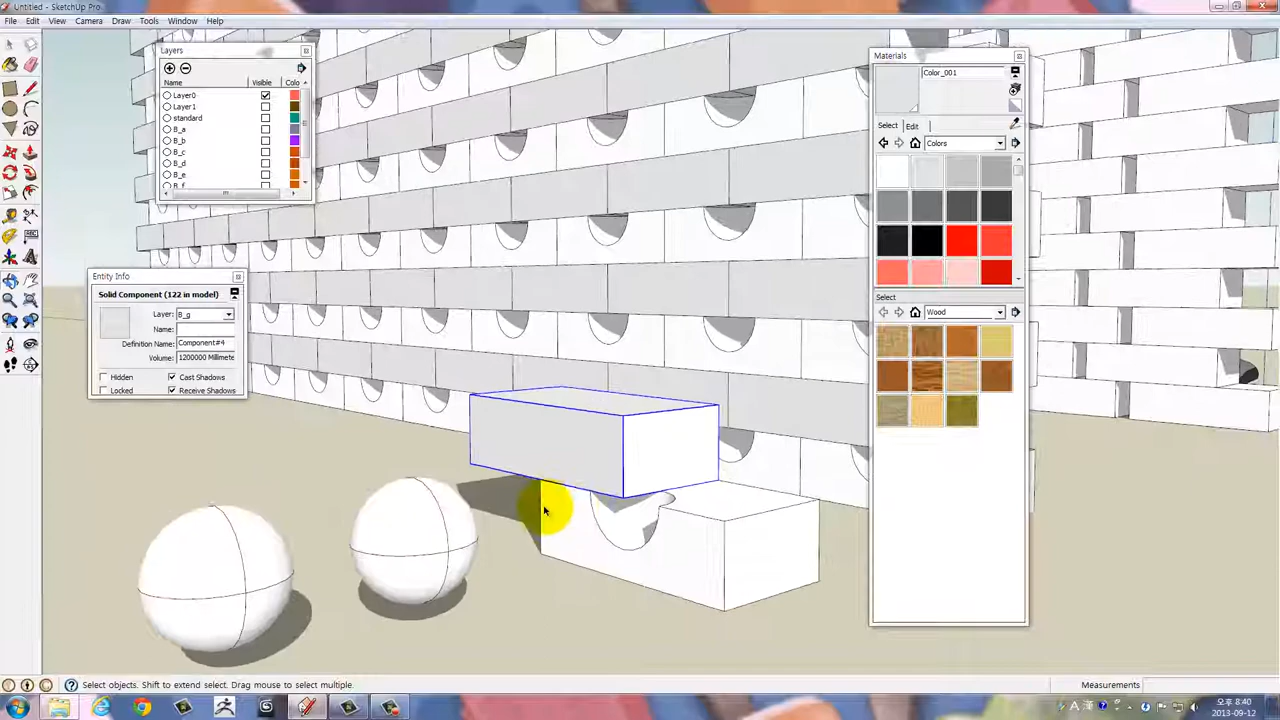 Untitled - SketchUp Pro
File Edit View Camera Draw Tools Window Help
Layers
Name Visible Colo
Layer0
Layer1
standard
B_a
B_b
B_c
B_d
B_e
B_f
Entity Info
Solid Component (122 in model)
Layer: B_g
Name:
Definition Name: Component#4
Volume: 1200000 Millimete
Hidden Cast Shadows
Locked Receive Shadows
Materials
Color_001
Select Edit
Colors
Select
Wood
Select objects. Shift to extend select. Drag mouse to select multiple.
Measurements
오후 8:40
2013-09-12